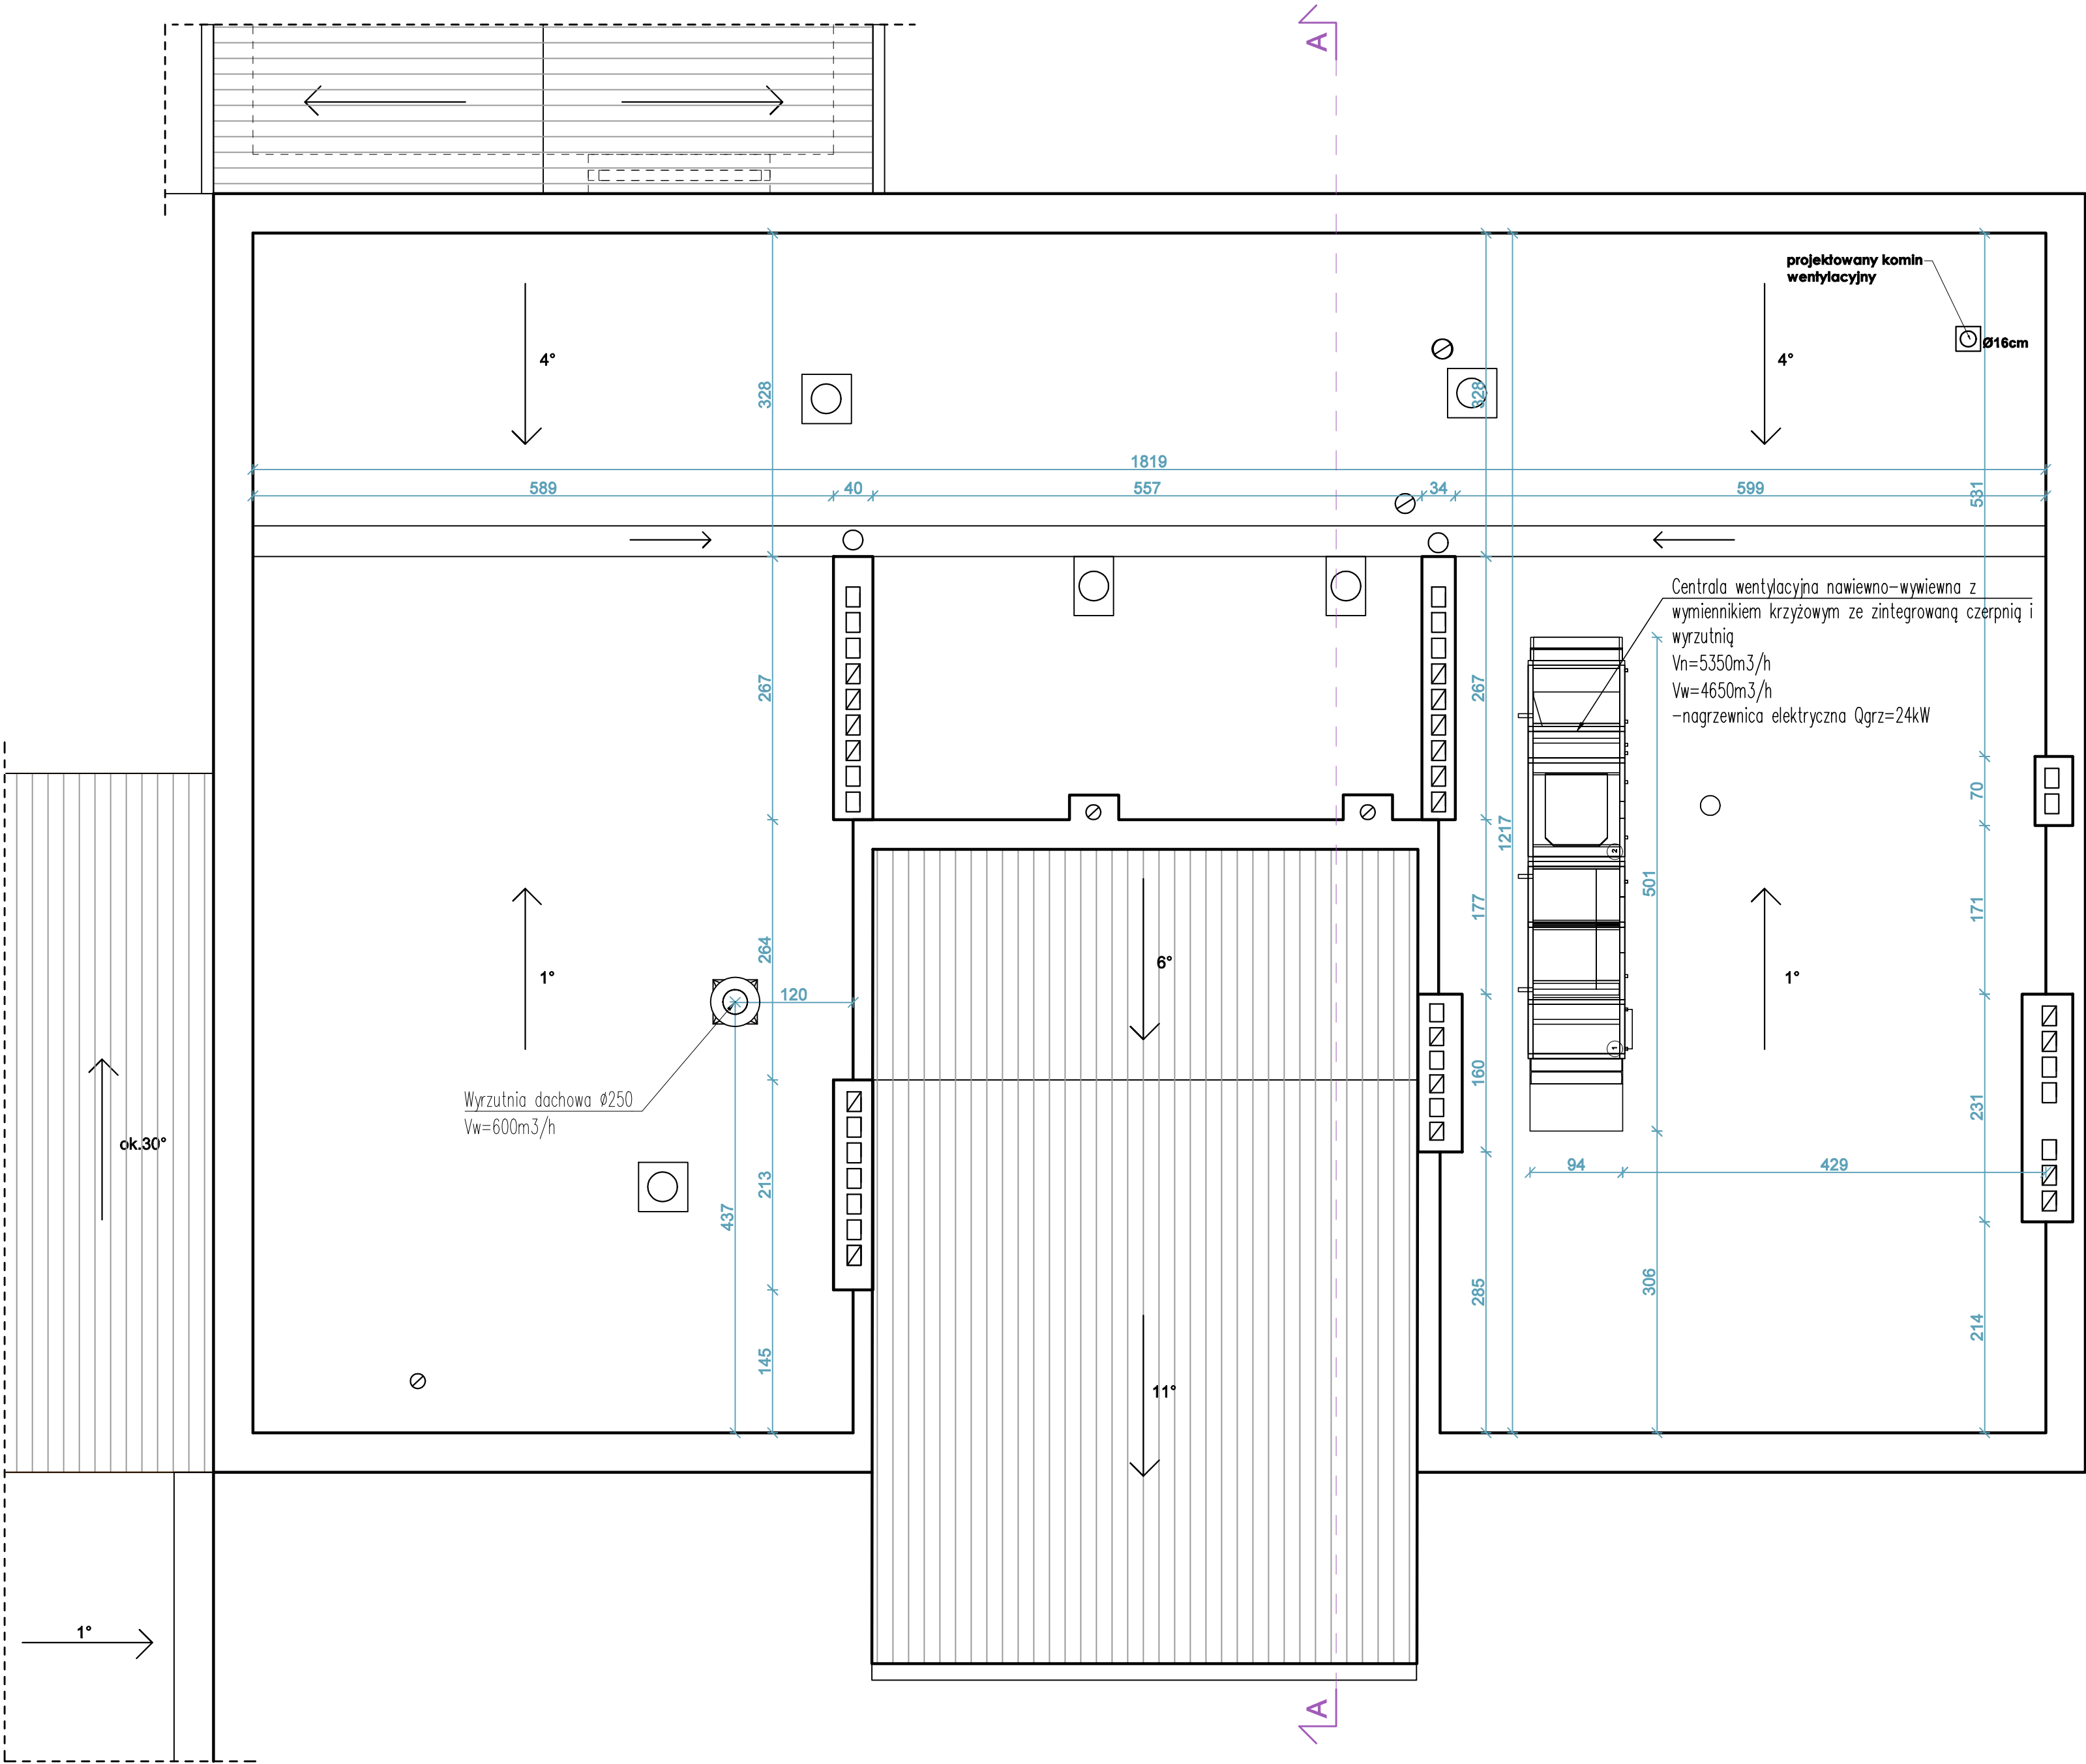 A
projektowany komin
wentylacyjny
Ø16cm
4°
4°
328
328
1819
589
40
557
34
599
531
Centrala wentylacyjna nawiewno-wywiewna z
wymiennikiem krzyżowym ze zintegrowaną czerpnią i
wyrzutnią
Vn=5350m3/h
Vw=4650m3/h
-nagrzewnica elektryczna Qgrz=24kW
267
267
70
1217
2
501
177
171
264
6°
1°
1°
120
1
160
Wyrzutnia dachowa Ø250
Vw=600m3/h
231
ok.30°
94
429
213
437
285
306
214
145
11°
1°
A